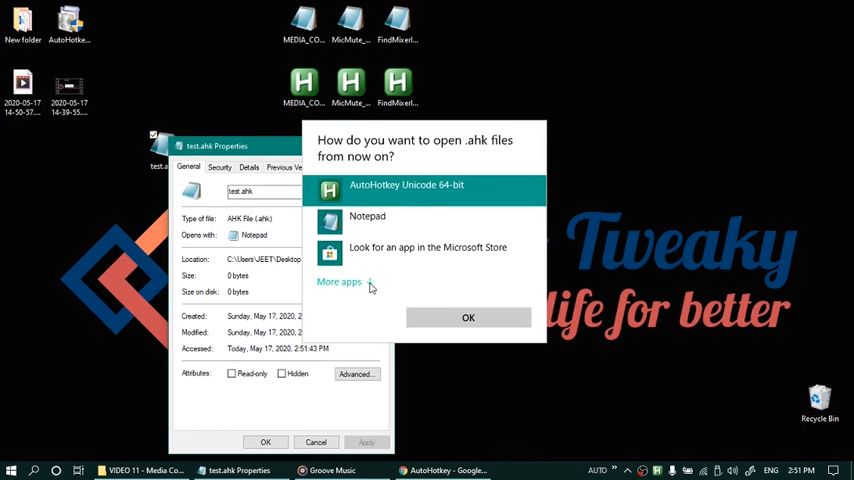 New folder
AutoHotke...
2020-05-17
14-50-57....
2020-05-17
14-39-55....
MEDIA_CO...
MicMute_...
FindMixerI...
H
H
H
MEDIA_CO...
MicMute_...
FindMixerI...
test.a
test.ahk Properties
General
Security
Details
Previous Ve
test.ahk
Type of file:
AHK File (.ahk)
Opens with:
Notepad
Location:
C:\Users\JEET\Desktop
Size:
0 bytes
Size on disk:
0 bytes
Created:
Sunday, May 17, 2020,
Modified:
Sunday, May 17, 2020,
Accessed:
Today, May 17, 2020, 2:51:43 PM
Attributes:
Read-only
Hidden
Advanced...
OK
Cancel
Apply
How do you want to open .ahk files
from now on?
H
AutoHotkey Unicode 64-bit
Notepad
Look for an app in the Microsoft Store
More apps
OK
Tweaky
life for better
Recycle Bin
VIDEO 11 - Media Co...
test.ahk Properties
Groove Music
AutoHotkey - Google...
AUTO
H
ENG
2:51 PM